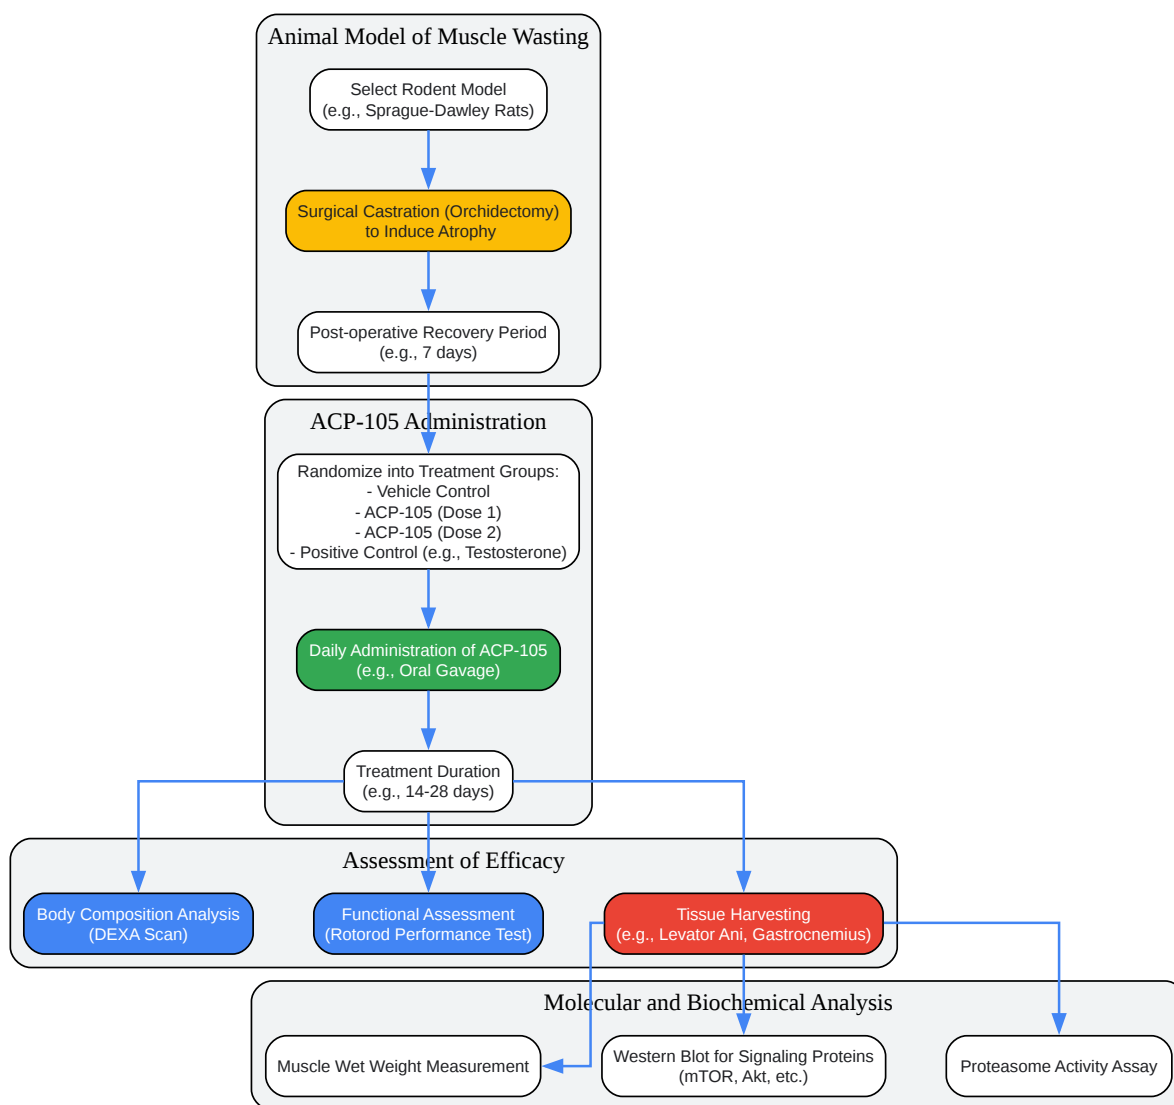 Animal Model of Muscle Wasting
Select Rodent Model
(e.g., Sprague-Dawley Rats)
Surgical Castration (Orchidectomy)
to Induce Atrophy
Post-operative Recovery Period
(e.g., 7 days)
ACP-105 Administration
Randomize into Treatment Groups:
- Vehicle Control
- ACP-105 (Dose 1)
- ACP-105 (Dose 2)
- Positive Control (e.g., Testosterone)
Daily Administration of ACP-105
(e.g., Oral Gavage)
Treatment Duration
(e.g., 14-28 days)
Assessment of Efficacy
Body Composition Analysis
(DEXA Scan)
Functional Assessment
(Rotorod Performance Test)
Tissue Harvesting
(e.g., Levator Ani, Gastrocnemius)
Molecular and Biochemical Analysis
Muscle Wet Weight Measurement
Western Blot for Signaling Proteins
(mTOR, Akt, etc.)
Proteasome Activity Assay